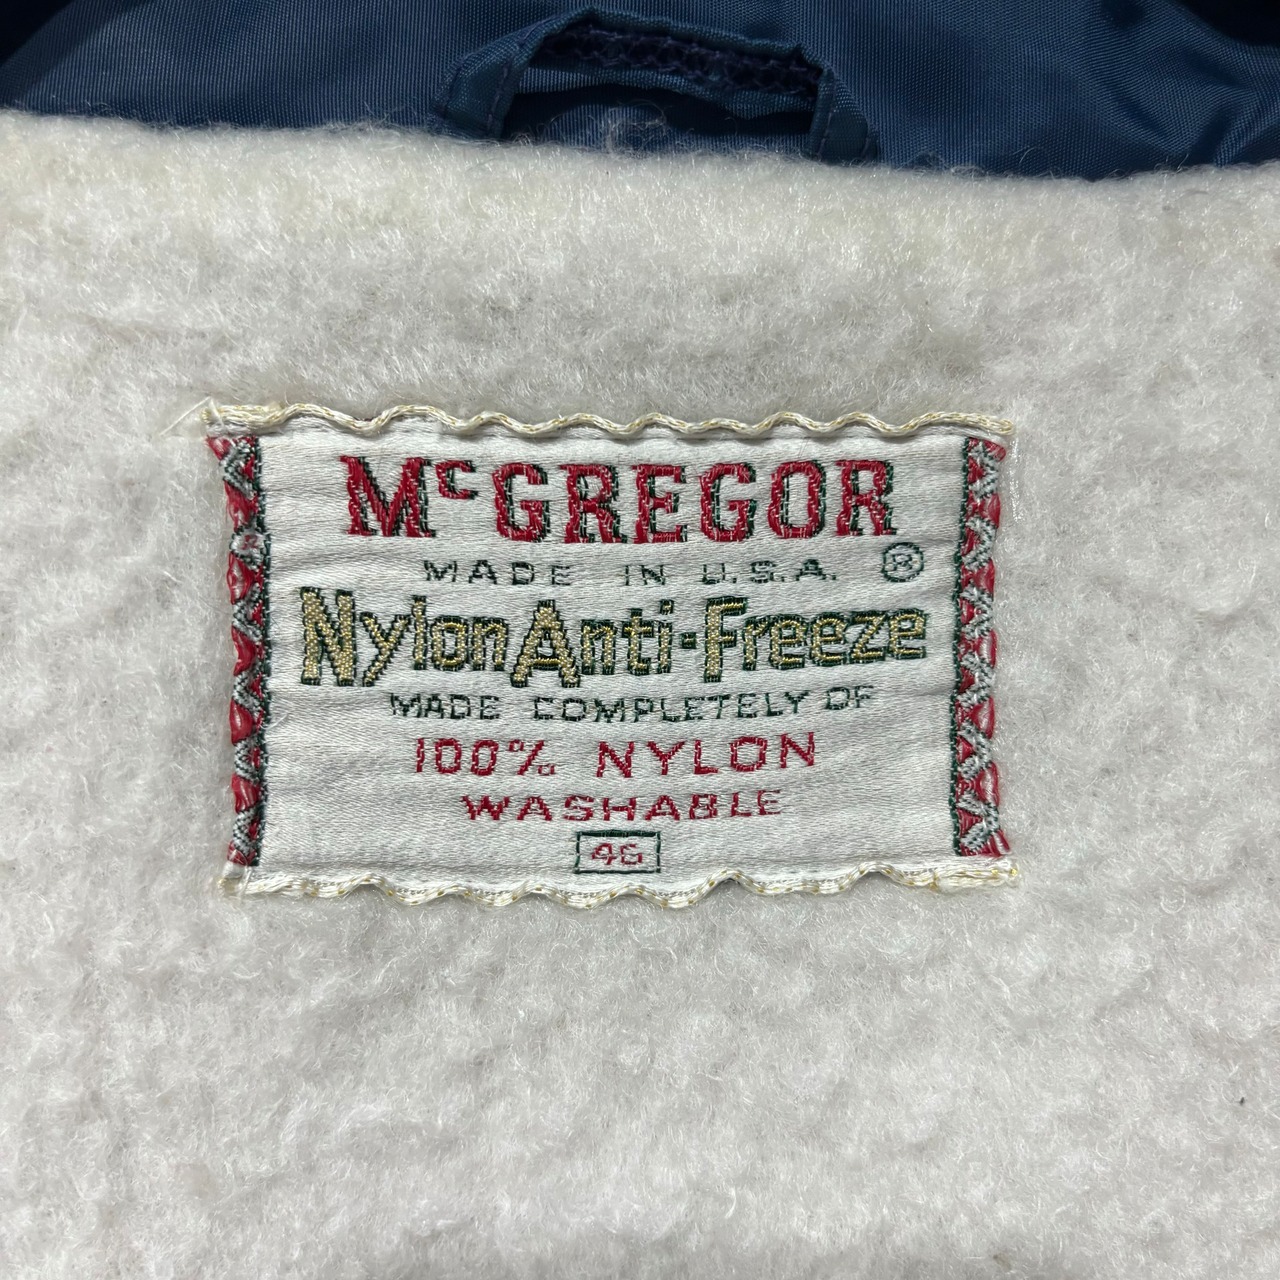 McGREGOR
MADE IN U.S.A. ®
Nylon Anti-Freeze
MADE COMPLETELY OF
100% NYLON
WASHABLE
46